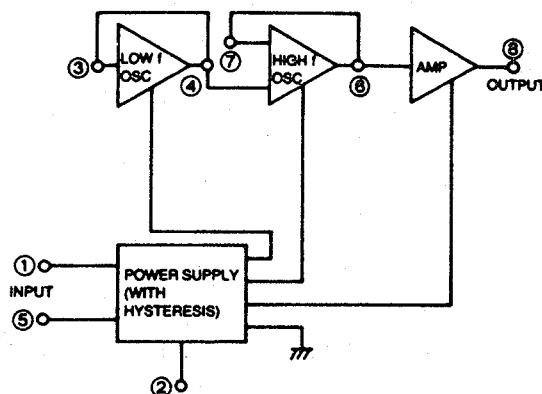 ⑧
⑦
③
LOW f
OSC
HIGH f
OSC
AMP
④
⑥
OUTPUT
①
POWER SUPPLY
(WITH
HYSTERESIS)
INPUT
⑤
②